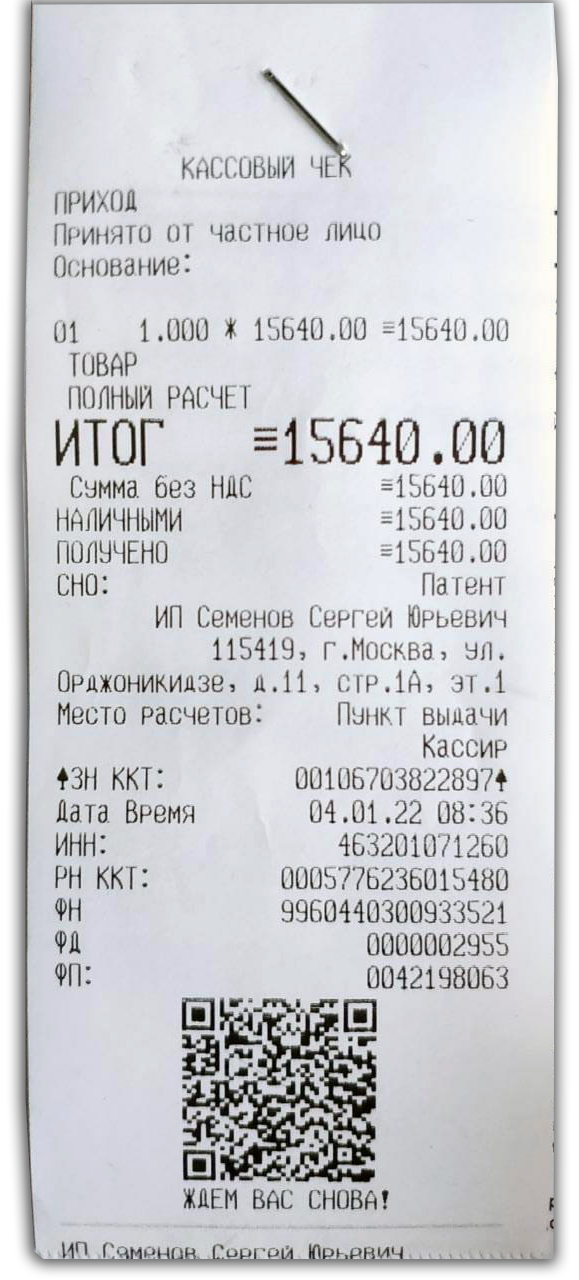 КАССОВЫЙ ЧЕК
ПРИХОД
Принято от частное лицо
Основание:
01 1.000 * 15640.00 ≡15640.00
ТОВАР
ПОЛНЫЙ РАСЧЕТ
ИТОГ ≡15640.00
Сумма без НДС ≡15640.00
НАЛИЧНЫМИ ≡15640.00
ПОЛУЧЕНО ≡15640.00
СНО: Патент
ИП Семенов Сергей Юрьевич
115419, г.Москва, ул.
Орджоникидзе, д.11, стр.1А, эт.1
Место расчетов: Пункт выдачи
Кассир
ЗН ККТ: 00106703822897
Дата Время 04.01.22 08:36
ИНН: 463201071260
РН ККТ: 0005776236015480
ФН 9960440300933521
ФД 0000002955
ФП: 0042198063
ЖДЕМ ВАС СНОВА!
ИП Семенов Сергей Юрьевич